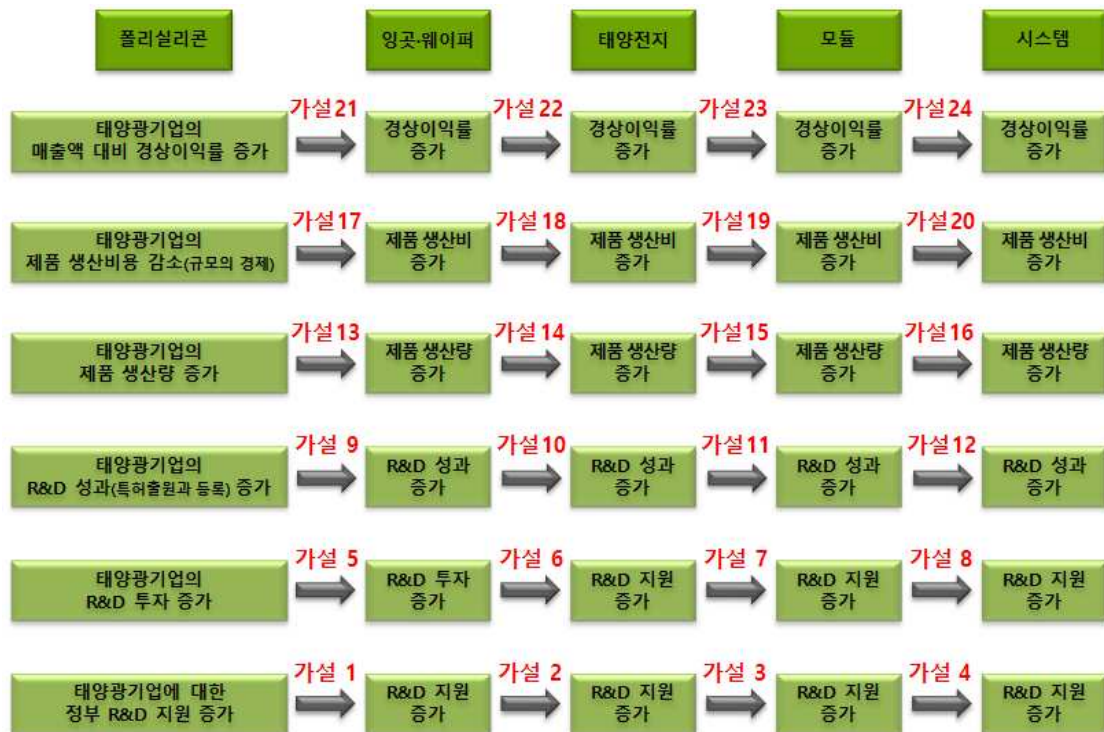 폴리실리콘
잉곳·웨이퍼
태양전지
모듈
시스템
가설21
가설22
가설23
가설24
태양광기업의
매출액 대비 경상이익률 증가
경상이익률
증가
경상이익률
증가
경상이익률
증가
경상이익률
증가
가설17
가설18
가설19
가설20
태양광기업의
제품 생산비용 감소(규모의 경제)
제품 생산비
증가
제품 생산비
증가
제품 생산비
증가
제품 생산비
증가
가설13
가설14
가설15
가설16
태양광기업의
제품 생산량 증가
제품 생산량
증가
제품 생산량
증가
제품 생산량
증가
제품 생산량
증가
가설 9
가설10
가설11
가설12
태양광기업의
R&D 성과(특허출원과 등록) 증가
R&D 성과
증가
R&D 성과
증가
R&D 성과
증가
R&D 성과
증가
가설 5
가설 6
가설 7
가설 8
태양광기업의
R&D 투자 증가
R&D 투자
증가
R&D 지원
증가
R&D 지원
증가
R&D 지원
증가
가설 1
가설 2
가설 3
가설 4
태양광기업에 대한
정부 R&D 지원 증가
R&D 지원
증가
R&D 지원
증가
R&D 지원
증가
R&D 지원
증가